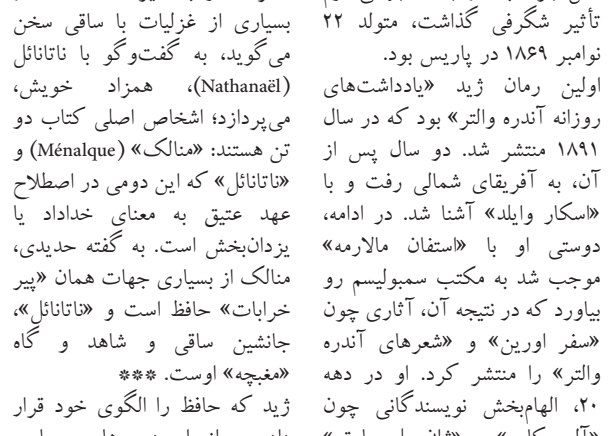 تأثیر شگرفی گذاشت، متولد ۲۲
نوامبر ۱۸۶۹ در پاریس بود.
اولین رمان ژید «یادداشت‌های
روزانه آندره والتر» بود که در سال
۱۸۹۱ منتشر شد. دو سال پس از
آن، به آفریقای شمالی رفت و با
«اسکار وایلد» آشنا شد. در ادامه،
دوستی او با «استفان مالارمه»
موجب شد به مکتب سمبولیسم رو
بیاورد که در نتیجه آن، آثاری چون
«سفر اورین» و «شعرهای آندره
والتر» را منتشر کرد. او در دهه
۲۰، الهام‌بخش نویسندگانی چون
بسیاری از غزلیات با ساقی سخن
می‌گوید، به گفت‌وگو با ناتانائل
(Nathanaël)، همزاد خویش،
می‌پردازد؛ اشخاص اصلی کتاب دو
تن هستند: «منالک» (Ménalque) و
«ناتانائل» که این دومی در اصطلاح
عهد عتیق به معنای خداداد یا
یزدان‌بخش است. به گفته حدیدی،
منالک از بسیاری جهات همان «پیر
خرابات» حافظ است و «ناتانائل»،
جانشین ساقی و شاهد و گاه
«مغبچه» اوست. ***
ژید که حافظ را الگوی خود قرار